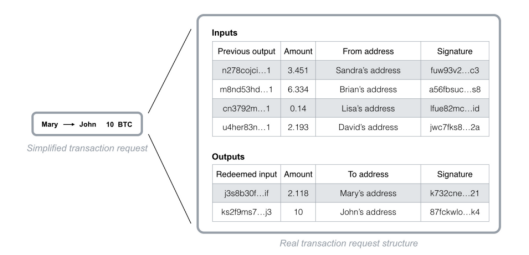 Mary → John 10 BTC
Simplified transaction request
Inputs
Previous output Amount From address Signature
n278cojci...1 3.451 Sandra's address fuw93v2...c3
m8nd53hd...1 6.334 Brian's address a56fbsuc...s8
cn3792m...1 0.14 Lisa's address lfue82mc...id
u4her83n...1 2.193 David's address jwc7fks8...2a
Outputs
Redeemed input Amount To address Signature
j3s8b30f...if 2.118 Mary's address k732cne...21
ks2f9ms7...j3 10 John's address 87fckwlo...k4
Real transaction request structure